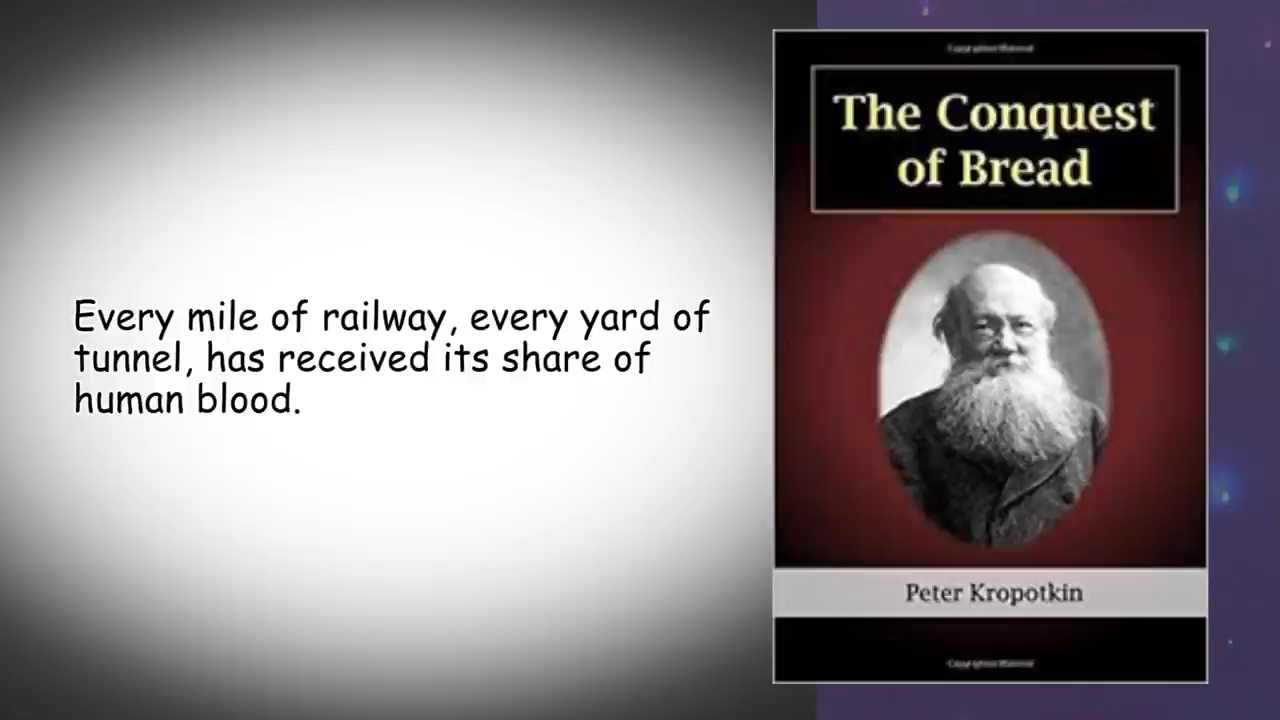 Every mile of railway, every yard of
tunnel, has received its share of
human blood.
The Conquest
of Bread
Peter Kropotkin